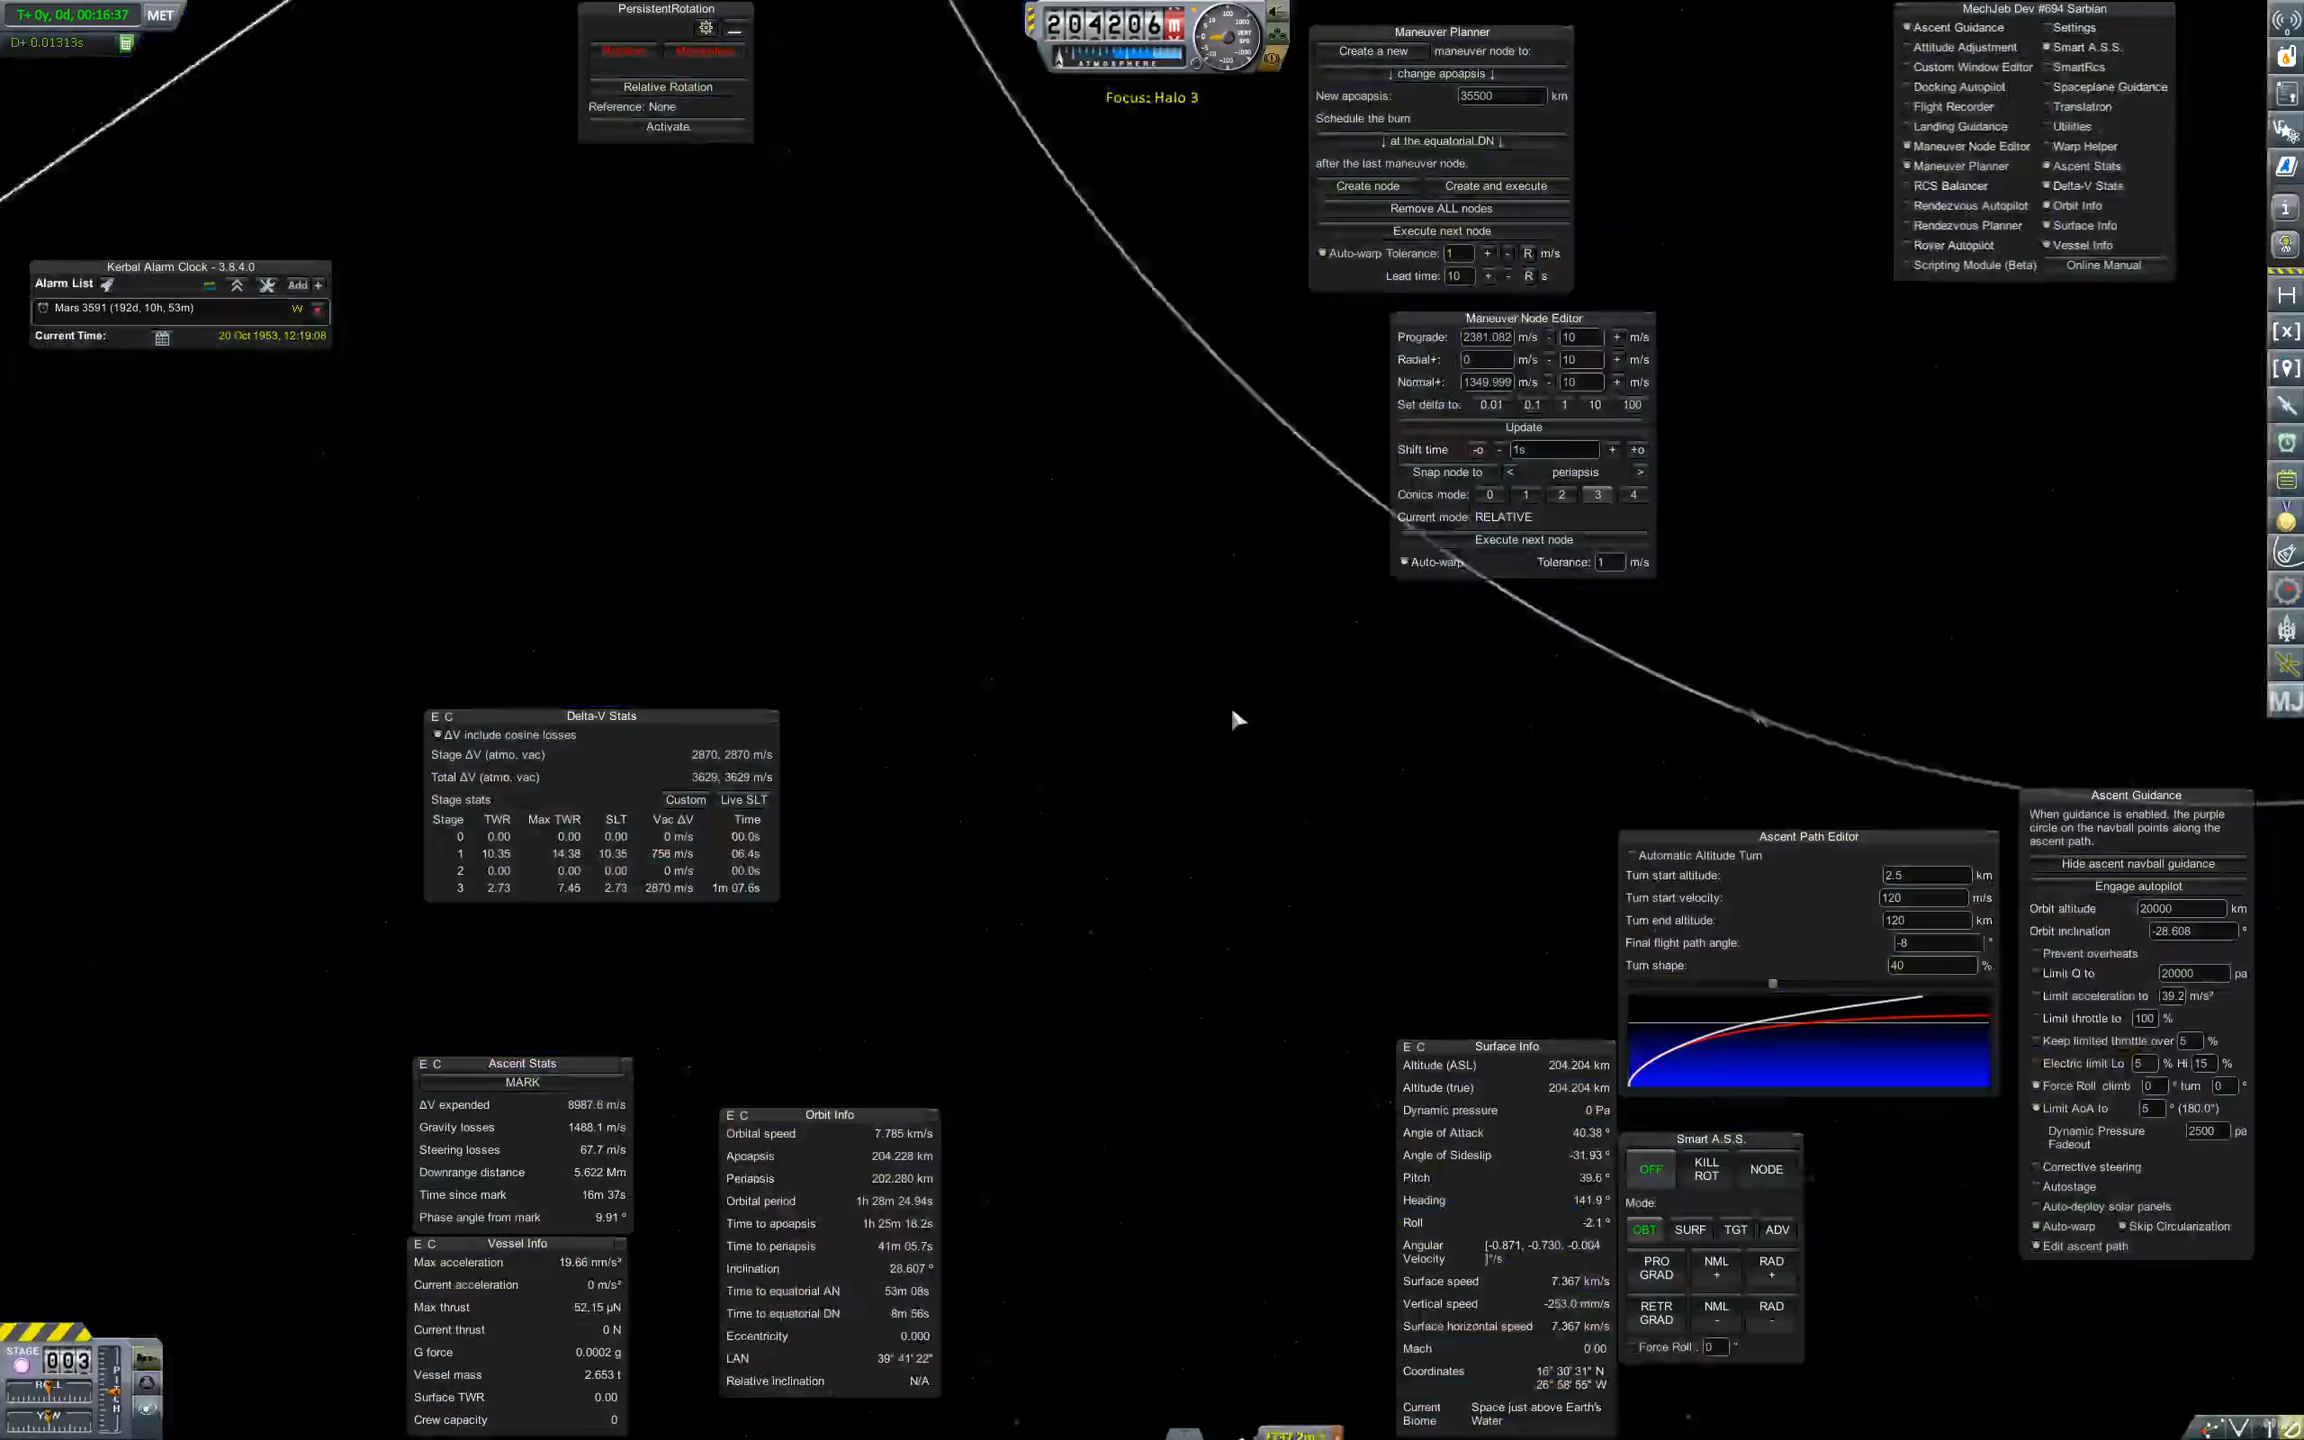 T+ 0y, 0d, 00:16:37 MET
D+ 0.01313s
PersistentRotation
Relative Rotation
Reference: None
Activate
204206 m
ATMOSPHERE
Focus: Halo 3
Kerbal Alarm Clock - 3.8.4.0
Alarm List Add +
Mars 3591 (192d, 10h, 53m) W
Current Time: 20 Oct 1953, 12:19:08
Maneuver Planner
Create a new maneuver node to:
↓ change apoapsis ↓
New apoapsis: 35500 km
Schedule the burn
↓ at the equatorial DN ↓
after the last maneuver node.
Create node Create and execute
Remove ALL nodes
Execute next node
Auto-warp Tolerance: 1 + - R m/s
Lead time: 10 + - R s
Maneuver Node Editor
Prograde: 2381.082 m/s - 10 + m/s
Radial+: 0 m/s - 10 + m/s
Normal+: 1349.999 m/s - 10 + m/s
Set delta to: 0.01 0.1 1 10 100
Update
Shift time -o - 1s + +o
Snap node to < periapsis >
Conics mode: 0 1 2 3 4
Current mode RELATIVE
Execute next node
Auto-warp Tolerance: 1 m/s
MechJeb Dev #694 Sarbian
Ascent Guidance Settings
Attitude Adjustment Smart A.S.S.
Custom Window Editor SmartRcs
Docking Autopilot Spaceplane Guidance
Flight Recorder Translatron
Landing Guidance Utilities
Maneuver Node Editor Warp Helper
Maneuver Planner Ascent Stats
RCS Balancer Delta-V Stats
Rendezvous Autopilot Orbit Info
Rendezvous Planner Surface Info
Rover Autopilot Vessel Info
Scripting Module (Beta) Online Manual
MJ
E C Delta-V Stats
ΔV include cosine losses
Stage ΔV (atmo, vac) 2870, 2870 m/s
Total ΔV (atmo, vac) 3629, 3629 m/s
Stage stats Custom Live SLT
Stage TWR Max TWR SLT Vac ΔV Time
0 0.00 0.00 0.00 0 m/s 00.0s
1 10.35 14.38 10.35 758 m/s 06.4s
2 0.00 0.00 0.00 0 m/s 00.0s
3 2.73 7.45 2.73 2870 m/s 1m 07.6s
E C Ascent Stats
MARK
ΔV expended 8987.6 m/s
Gravity losses 1488.1 m/s
Steering losses 67.7 m/s
Downrange distance 5.622 Mm
Time since mark 16m 37s
Phase angle from mark 9.91 °
E C Vessel Info
Max acceleration 19.66 nm/s²
Current acceleration 0 m/s²
Max thrust 52.15 µN
Current thrust 0 N
G force 0.0002 g
Vessel mass 2.653 t
Surface TWR 0.00
Crew capacity 0
E C Orbit Info
Orbital speed 7.785 km/s
Apoapsis 204.228 km
Periapsis 202.280 km
Orbital period 1h 28m 24.94s
Time to apoapsis 1h 25m 18.2s
Time to periapsis 41m 05.7s
Inclination 28.607 °
Time to equatorial AN 53m 08s
Time to equatorial DN 8m 56s
Eccentricity 0.000
LAN 39° 41' 22"
Relative inclination N/A
E C Surface Info
Altitude (ASL) 204.204 km
Altitude (true) 204.204 km
Dynamic pressure 0 Pa
Angle of Attack 40.38 °
Angle of Sideslip -31.93 °
Pitch 39.6 °
Heading 141.9 °
Roll -2.1 °
Angular Velocity [-0.871, -0.730, -0.004 ]°/s
Surface speed 7.367 km/s
Vertical speed -253.0 mm/s
Surface horizontal speed 7.367 km/s
Mach 0.00
Coordinates 16° 30' 31" N
26° 58' 55" W
Current Biome Space just above Earth's Water
Ascent Path Editor
Automatic Altitude Turn
Turn start altitude: 2.5 km
Turn start velocity: 120 m/s
Turn end altitude: 120 km
Final flight path angle: -8 °
Turn shape: 40 %
Smart A.S.S.
OFF KILL ROT NODE
Mode:
OBT SURF TGT ADV
PRO GRAD NML + RAD +
RETR GRAD NML - RAD -
Force Roll : 0 °
Ascent Guidance
When guidance is enabled, the purple
circle on the navball points along the
ascent path.
Hide ascent navball guidance
Engage autopilot
Orbit altitude 20000 km
Orbit inclination -28.608 °
Prevent overheats
Limit Q to 20000 pa
Limit acceleration to 39.2 m/s²
Limit throttle to 100 %
Keep limited throttle over 5 %
Electric limit Lo 5 % Hi 15 %
Force Roll climb 0 ° turn 0 °
Limit AoA to 5 ° (180.0°)
Dynamic Pressure Fadeout 2500 pa
Corrective steering
Autostage
Auto-deploy solar panels
Auto-warp Skip Circularization
Edit ascent path
STAGE 003
ROLL
YAW
PITCH